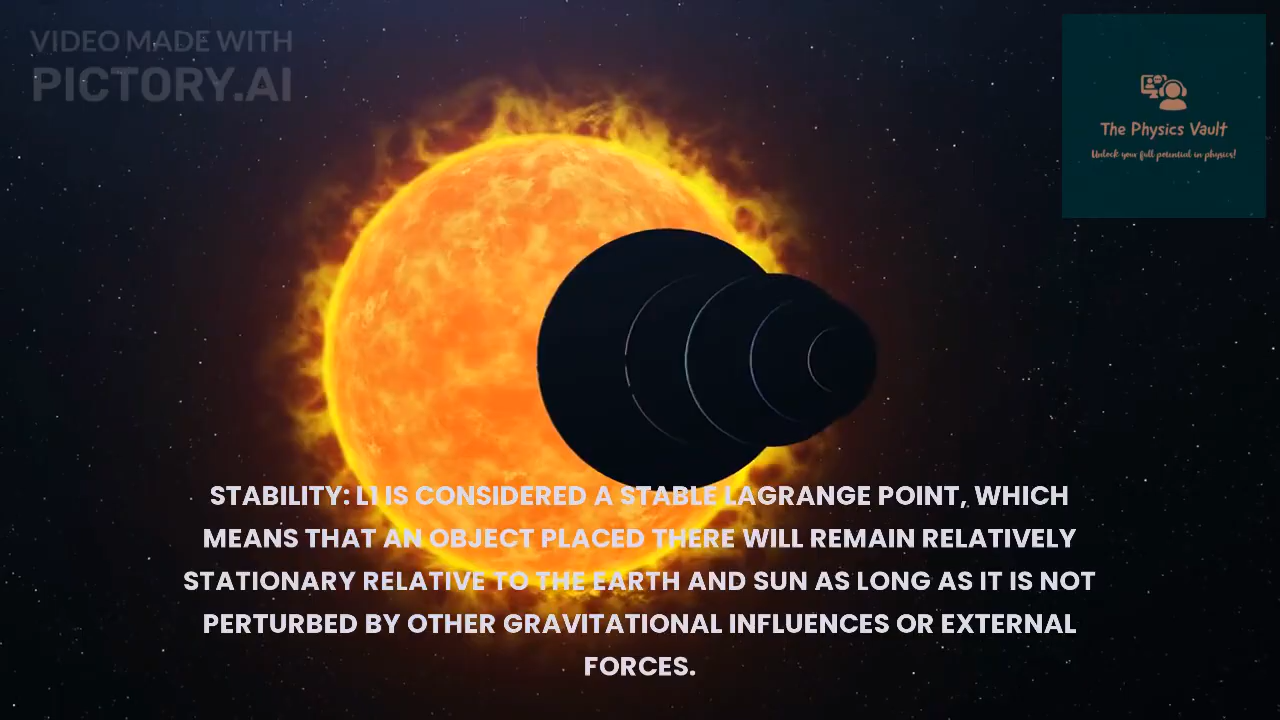 VIDEO MADE WITH
PICTORY.AI
The Physics Vault
Unlock your full potential in physics!
STABILITY: L1 IS CONSIDERED A STABLE LAGRANGE POINT, WHICH
MEANS THAT AN OBJECT PLACED THERE WILL REMAIN RELATIVELY
STATIONARY RELATIVE TO THE EARTH AND SUN AS LONG AS IT IS NOT
PERTURBED BY OTHER GRAVITATIONAL INFLUENCES OR EXTERNAL
FORCES.